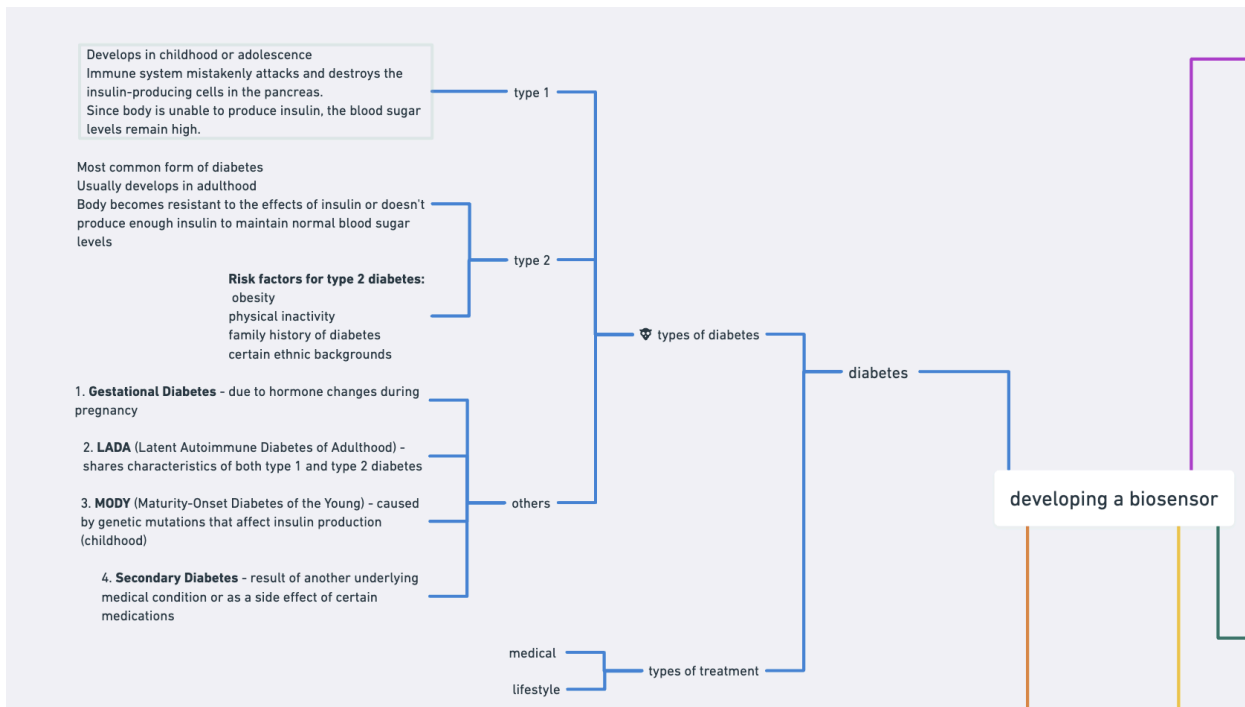 Develops in childhood or adolescence
Immune system mistakenly attacks and destroys the
insulin-producing cells in the pancreas.
Since body is unable to produce insulin, the blood sugar
levels remain high.
type 1
Most common form of diabetes
Usually develops in adulthood
Body becomes resistant to the effects of insulin or doesn't
produce enough insulin to maintain normal blood sugar
levels
type 2
Risk factors for type 2 diabetes:
obesity
physical inactivity
family history of diabetes
certain ethnic backgrounds
types of diabetes
diabetes
1. Gestational Diabetes - due to hormone changes during
pregnancy
2. LADA (Latent Autoimmune Diabetes of Adulthood) -
shares characteristics of both type 1 and type 2 diabetes
3. MODY (Maturity-Onset Diabetes of the Young) - caused
by genetic mutations that affect insulin production
(childhood)
others
developing a biosensor
4. Secondary Diabetes - result of another underlying
medical condition or as a side effect of certain
medications
medical
lifestyle
types of treatment